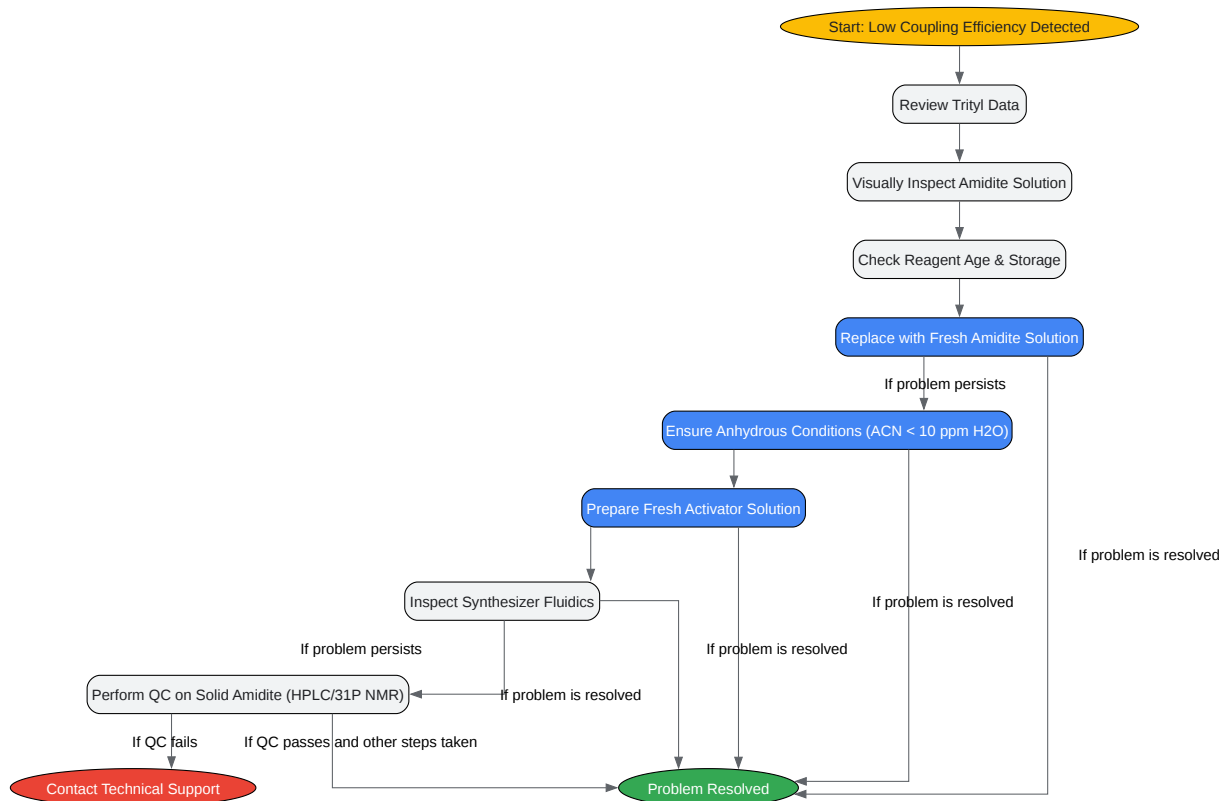 Start: Low Coupling Efficiency Detected
Review Trityl Data
Visually Inspect Amidite Solution
Check Reagent Age & Storage
Replace with Fresh Amidite Solution
If problem persists
Ensure Anhydrous Conditions (ACN < 10 ppm H2O)
Prepare Fresh Activator Solution
If problem is resolved
Inspect Synthesizer Fluidics
If problem is resolved
If problem persists
If problem is resolved
Perform QC on Solid Amidite (HPLC/31P NMR)
If problem is resolved
If QC fails
If QC passes and other steps taken
Contact Technical Support
Problem Resolved